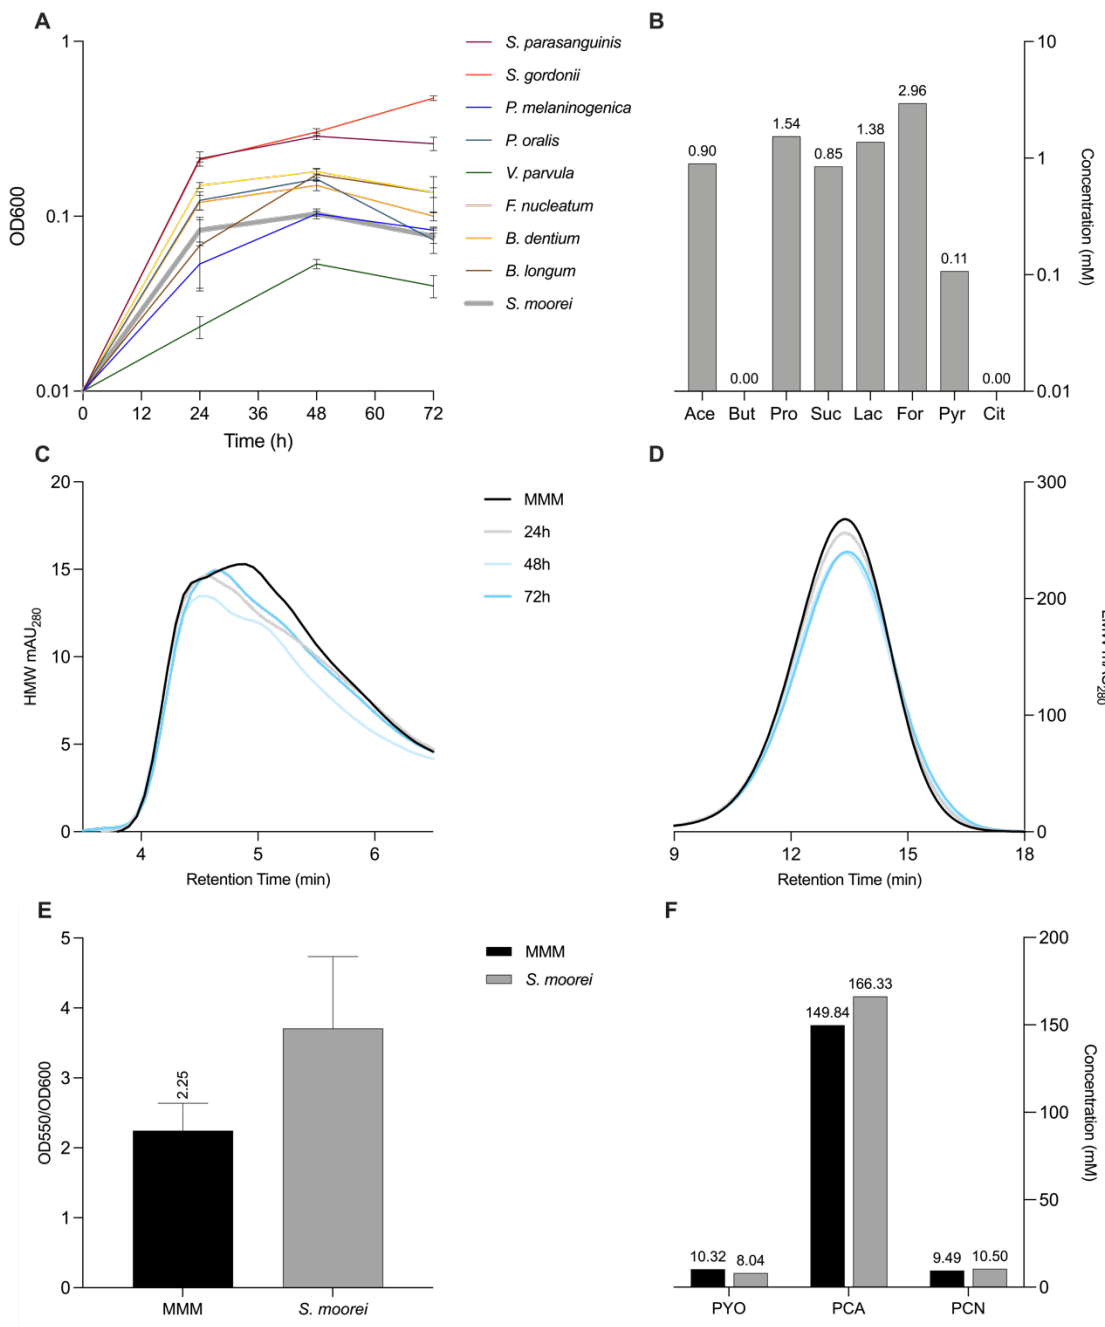 A
OD600
1
0.1
0.01
0 12 24 36 48 60 72
Time (h)
S. parasanguinis
S. gordonii
P. melaninogenica
P. oralis
V. parvula
F. nucleatum
B. dentium
B. longum
S. moorei
B
0.90
0.00
1.54
0.85
1.38
2.96
0.11
0.00
10
1
0.1
0.01
Concentration (mM)
Ace But Pro Suc Lac For Pyr Cit
C
HMW mAU280
20
15
10
5
0
4 5 6
Retention Time (min)
MMM
24h
48h
72h
D
300
200
100
0
9 12 15 18
Retention Time (min)
E
OD550/OD600
5
4
3
2
1
0
2.25
MMM S. moorei
MMM
S. moorei
F
10.32
8.04
149.84
166.33
9.49
10.50
200
150
100
50
0
Concentration (mM)
PYO PCA PCN